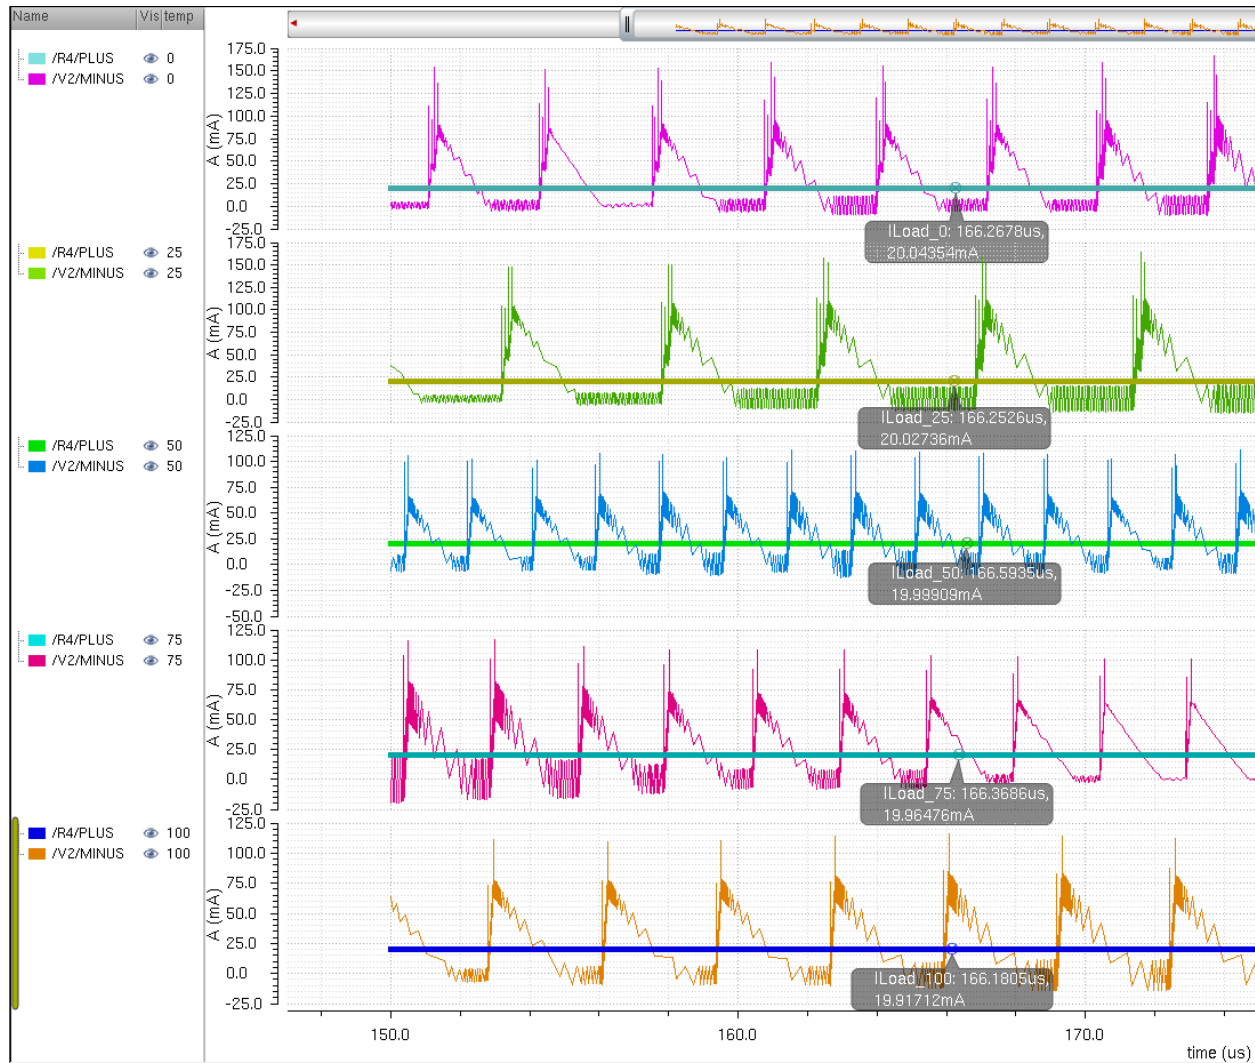 Name Vis temp
/R4/PLUS 0
/V2/MINUS 0
175.0
150.0
125.0
100.0
75.0
50.0
25.0
0.0
-25.0
A (mA)
ILoad_0: 166.2678us,
20.04354mA
/R4/PLUS 25
/V2/MINUS 25
175.0
150.0
125.0
100.0
75.0
50.0
25.0
0.0
-25.0
A (mA)
ILoad_25: 166.2526us,
20.02736mA
/R4/PLUS 50
/V2/MINUS 50
125.0
100.0
75.0
50.0
25.0
0.0
-25.0
-50.0
A (mA)
ILoad_50: 166.5935us,
19.99909mA
/R4/PLUS 75
/V2/MINUS 75
125.0
100.0
75.0
50.0
25.0
0.0
-25.0
A (mA)
ILoad_75: 166.3686us,
19.96476mA
/R4/PLUS 100
/V2/MINUS 100
125.0
100.0
75.0
50.0
25.0
0.0
-25.0
A (mA)
ILoad_100: 166.1805us,
19.91712mA
150.0 160.0 170.0
time (us)